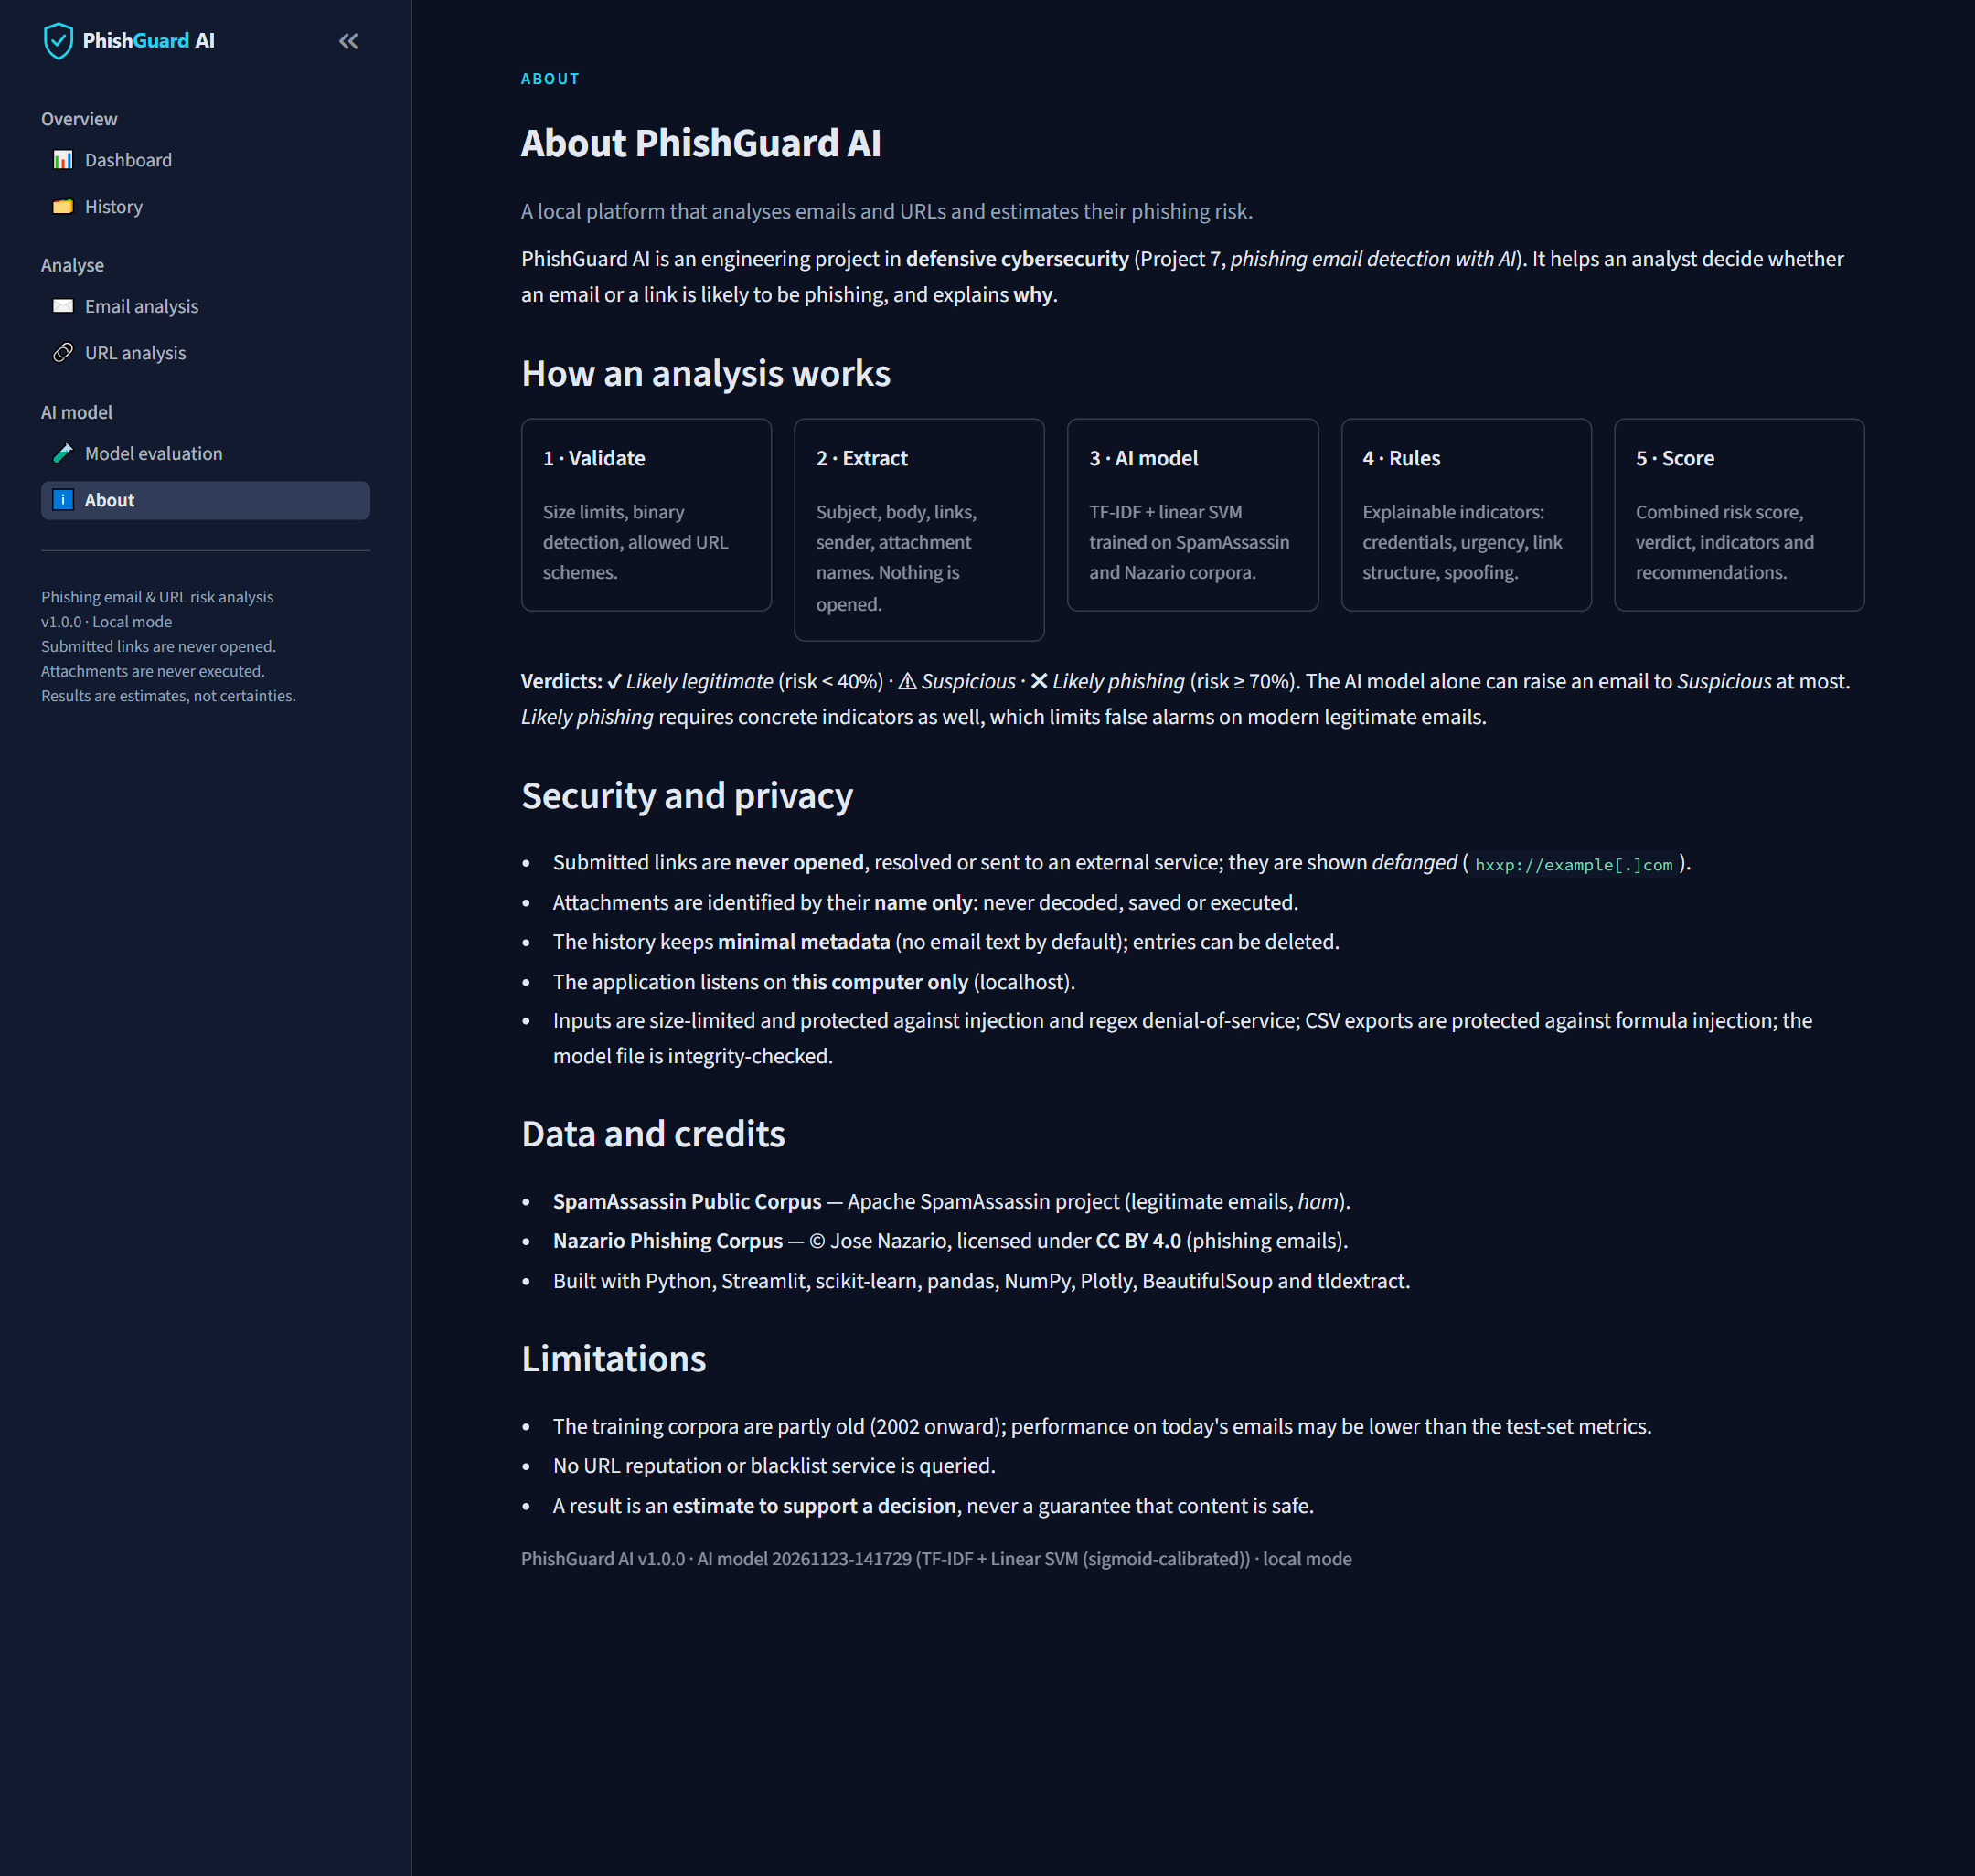 PhishGuard AI
Overview
Dashboard
History
Analyse
Email analysis
URL analysis
AI model
Model evaluation
About
Phishing email & URL risk analysis
v1.0.0 · Local mode
Submitted links are never opened.
Attachments are never executed.
Results are estimates, not certainties.
ABOUT
About PhishGuard AI
A local platform that analyses emails and URLs and estimates their phishing risk.
PhishGuard AI is an engineering project in defensive cybersecurity (Project 7, phishing email detection with AI). It helps an analyst decide whether
an email or a link is likely to be phishing, and explains why.
How an analysis works
1 · Validate
Size limits, binary
detection, allowed URL
schemes.
2 · Extract
Subject, body, links,
sender, attachment
names. Nothing is
opened.
3 · AI model
TF-IDF + linear SVM
trained on SpamAssassin
and Nazario corpora.
4 · Rules
Explainable indicators:
credentials, urgency, link
structure, spoofing.
5 · Score
Combined risk score,
verdict, indicators and
recommendations.
Verdicts: ✔ Likely legitimate (risk < 40%) · ⚠ Suspicious · ✖ Likely phishing (risk ≥ 70%). The AI model alone can raise an email to Suspicious at most.
Likely phishing requires concrete indicators as well, which limits false alarms on modern legitimate emails.
Security and privacy
• Submitted links are never opened, resolved or sent to an external service; they are shown defanged ( hxxp://example[.]com ).
• Attachments are identified by their name only: never decoded, saved or executed.
• The history keeps minimal metadata (no email text by default); entries can be deleted.
• The application listens on this computer only (localhost).
• Inputs are size-limited and protected against injection and regex denial-of-service; CSV exports are protected against formula injection; the
model file is integrity-checked.
Data and credits
• SpamAssassin Public Corpus — Apache SpamAssassin project (legitimate emails, ham).
• Nazario Phishing Corpus — © Jose Nazario, licensed under CC BY 4.0 (phishing emails).
• Built with Python, Streamlit, scikit-learn, pandas, NumPy, Plotly, BeautifulSoup and tldextract.
Limitations
• The training corpora are partly old (2002 onward); performance on today's emails may be lower than the test-set metrics.
• No URL reputation or blacklist service is queried.
• A result is an estimate to support a decision, never a guarantee that content is safe.
PhishGuard AI v1.0.0 · AI model 20261123-141729 (TF-IDF + Linear SVM (sigmoid-calibrated)) · local mode